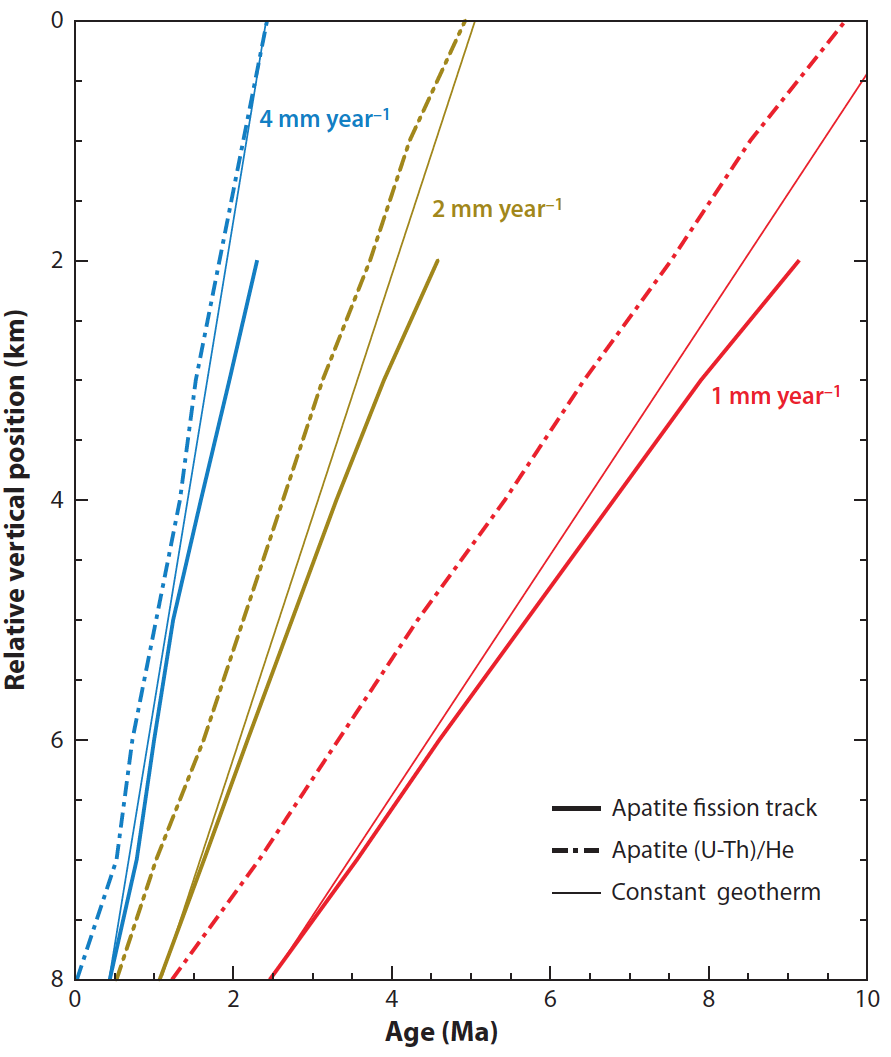 0
4 mm year⁻¹
2 mm year⁻¹
2
1 mm year⁻¹
Relative vertical position (km)
4
6
Apatite fission track
Apatite (U-Th)/He
Constant geotherm
8
0 2 4 6 8 10
Age (Ma)